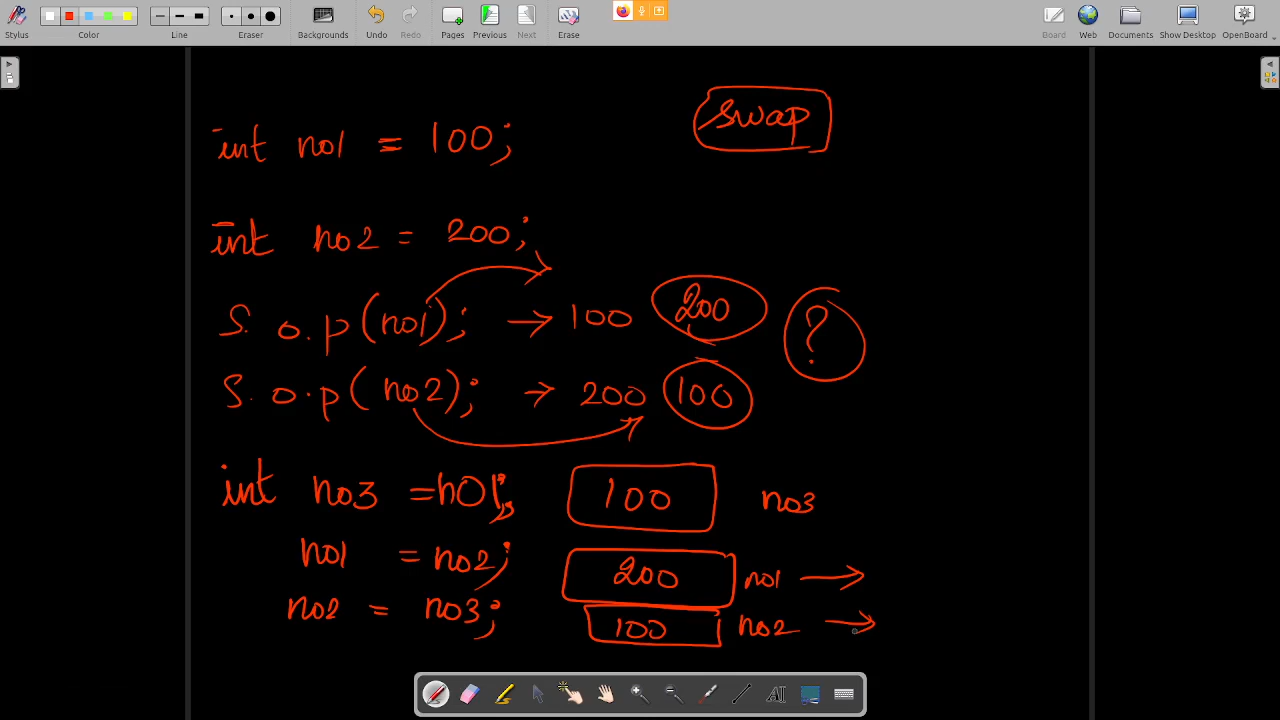 Stylus Color Line Eraser Backgrounds Undo Redo Pages Previous Next Erase Board Web Documents Show Desktop OpenBoard
swap
int no1 = 100;
int no2 = 200;
S.o.p(no1); → 100 200 ?
S.o.p(no2); → 200 100
int no3 = no1; 100 no3
no1 = no2; 200 no1 →
no2 = no3; 100 no2 →